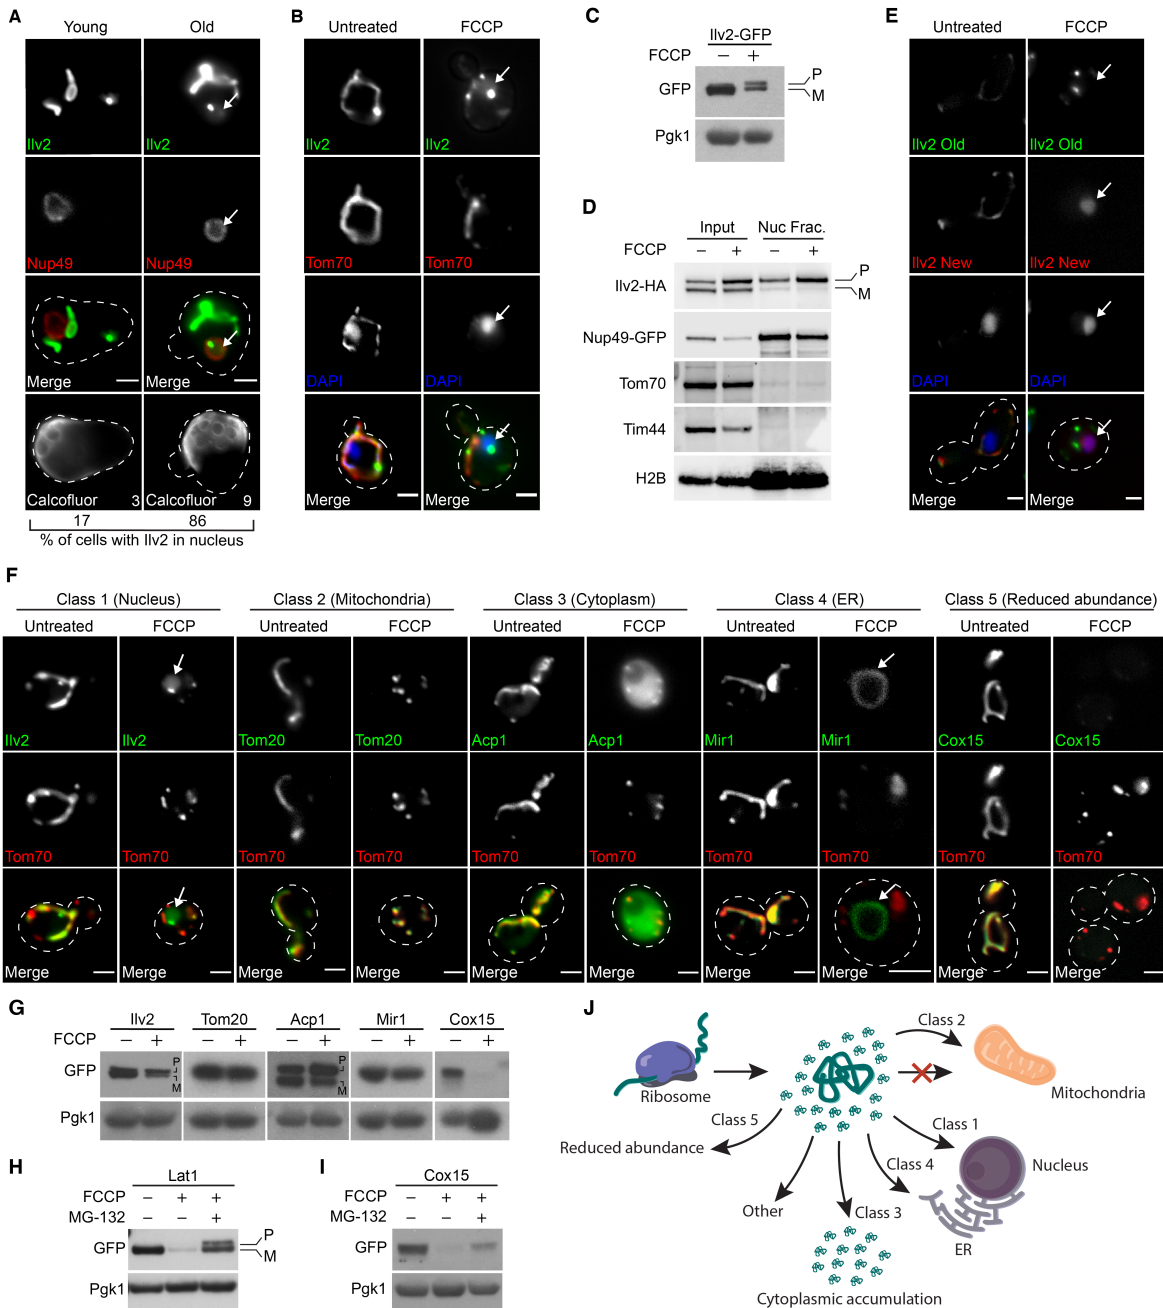 A
Young Old
Ilv2 Ilv2
Nup49 Nup49
Merge Merge
Calcofluor 3 Calcofluor 9
17 86
% of cells with Ilv2 in nucleus
B
Untreated FCCP
Ilv2 Ilv2
Tom70 Tom70
DAPI DAPI
Merge Merge
C
Ilv2-GFP
FCCP − +
GFP P
M
Pgk1
D
Input Nuc Frac.
FCCP − + − +
Ilv2-HA P
M
Nup49-GFP
Tom70
Tim44
H2B
E
Untreated FCCP
Ilv2 Old Ilv2 Old
Ilv2 New Ilv2 New
DAPI DAPI
Merge Merge
F
Class 1 (Nucleus) Class 2 (Mitochondria) Class 3 (Cytoplasm) Class 4 (ER) Class 5 (Reduced abundance)
Untreated FCCP Untreated FCCP Untreated FCCP Untreated FCCP Untreated FCCP
Ilv2 Ilv2 Tom20 Tom20 Acp1 Acp1 Mir1 Mir1 Cox15 Cox15
Tom70 Tom70 Tom70 Tom70 Tom70 Tom70 Tom70 Tom70 Tom70 Tom70
Merge Merge Merge Merge Merge Merge Merge Merge Merge Merge
G
Ilv2 Tom20 Acp1 Mir1 Cox15
FCCP − + − + − + − + − +
GFP P M P M
Pgk1
H
Lat1
FCCP − + +
MG-132 − − +
GFP P
M
Pgk1
I
Cox15
FCCP − + +
MG-132 − − +
GFP
Pgk1
J
Class 2
Ribosome
Mitochondria
Class 5
Reduced abundance
Class 1
Nucleus
Class 4
Other
Class 3
ER
Cytoplasmic accumulation